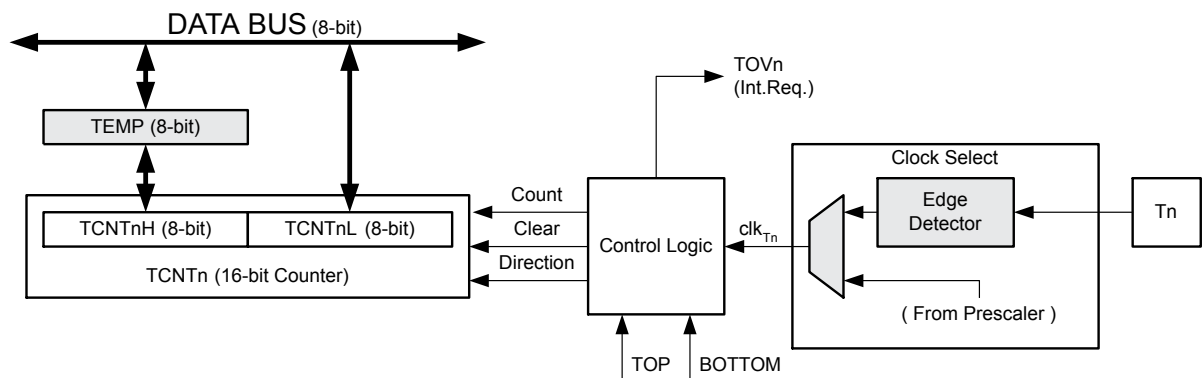 DATA BUS (8-bit)
TOVn
(Int.Req.)
TEMP (8-bit)
Clock Select
Count
Edge
Detector
Tn
TCNTnH (8-bit)
TCNTnL (8-bit)
Clear
Control Logic
clkTn
TCNTn (16-bit Counter)
Direction
( From Prescaler )
TOP
BOTTOM